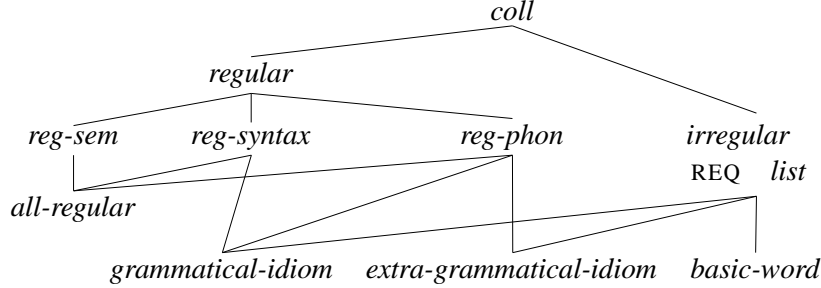 coll
regular
reg-sem reg-syntax reg-phon irregular
REQ list
all-regular
grammatical-idiom extra-grammatical-idiom basic-word